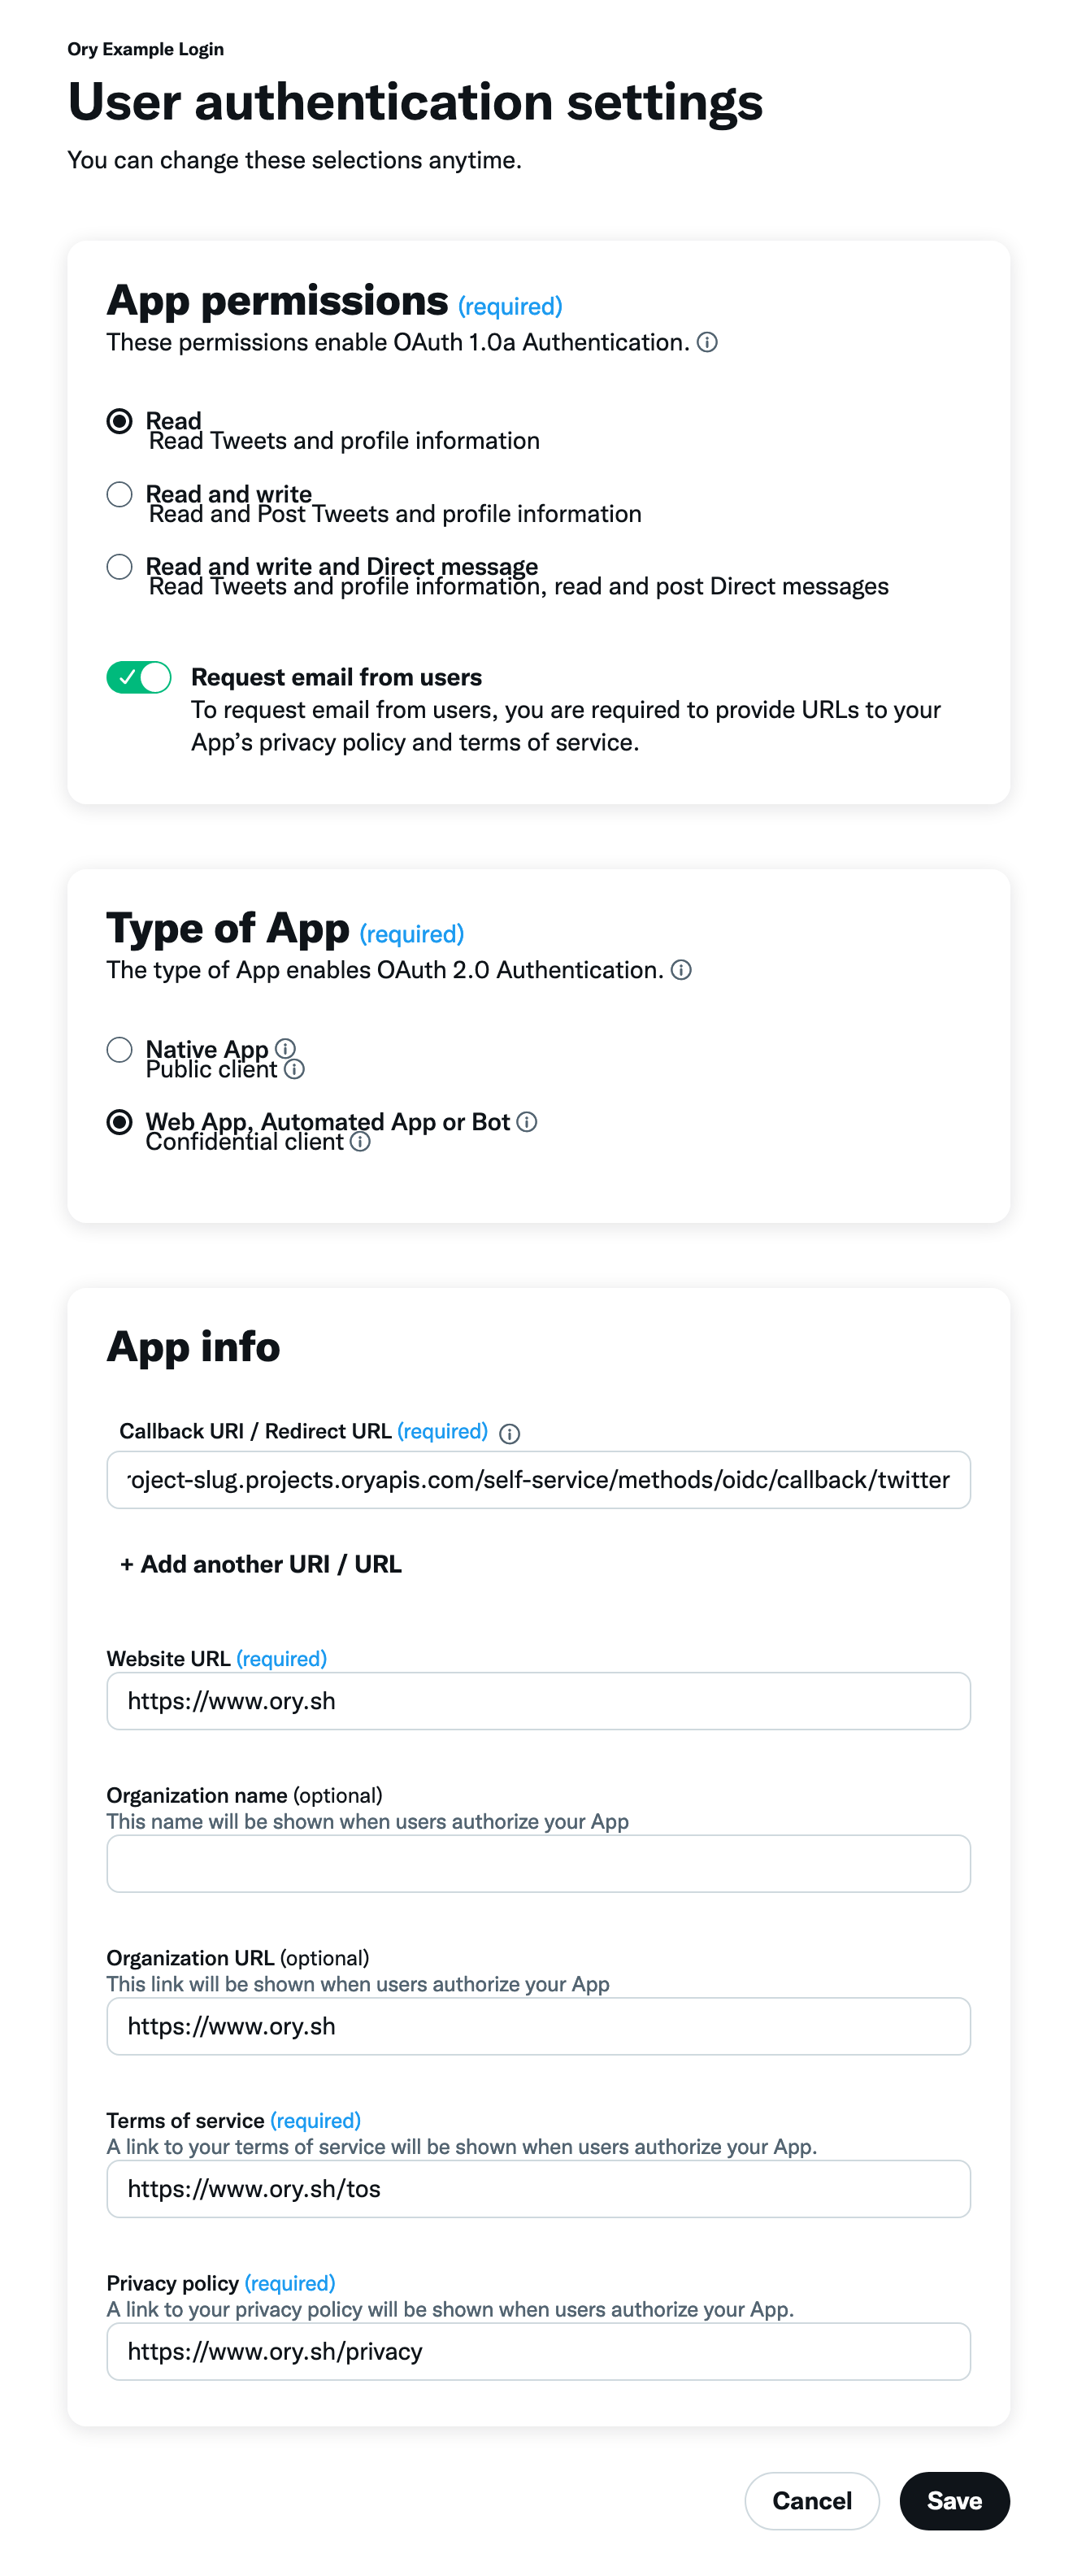 Ory Example Login
User authentication settings
You can change these selections anytime.
App permissions (required)
These permissions enable OAuth 1.0a Authentication.
Read
Read Tweets and profile information
Read and write
Read and Post Tweets and profile information
Read and write and Direct message
Read Tweets and profile information, read and post Direct messages
Request email from users
To request email from users, you are required to provide URLs to your
App’s privacy policy and terms of service.
Type of App (required)
The type of App enables OAuth 2.0 Authentication.
Native App
Public client
Web App, Automated App or Bot
Confidential client
App info
Callback URI / Redirect URL (required)
roject-slug.projects.oryapis.com/self-service/methods/oidc/callback/twitter
+ Add another URI / URL
Website URL (required)
https://www.ory.sh
Organization name (optional)
This name will be shown when users authorize your App
Organization URL (optional)
This link will be shown when users authorize your App
https://www.ory.sh
Terms of service (required)
A link to your terms of service will be shown when users authorize your App.
https://www.ory.sh/tos
Privacy policy (required)
A link to your privacy policy will be shown when users authorize your App.
https://www.ory.sh/privacy
Cancel
Save